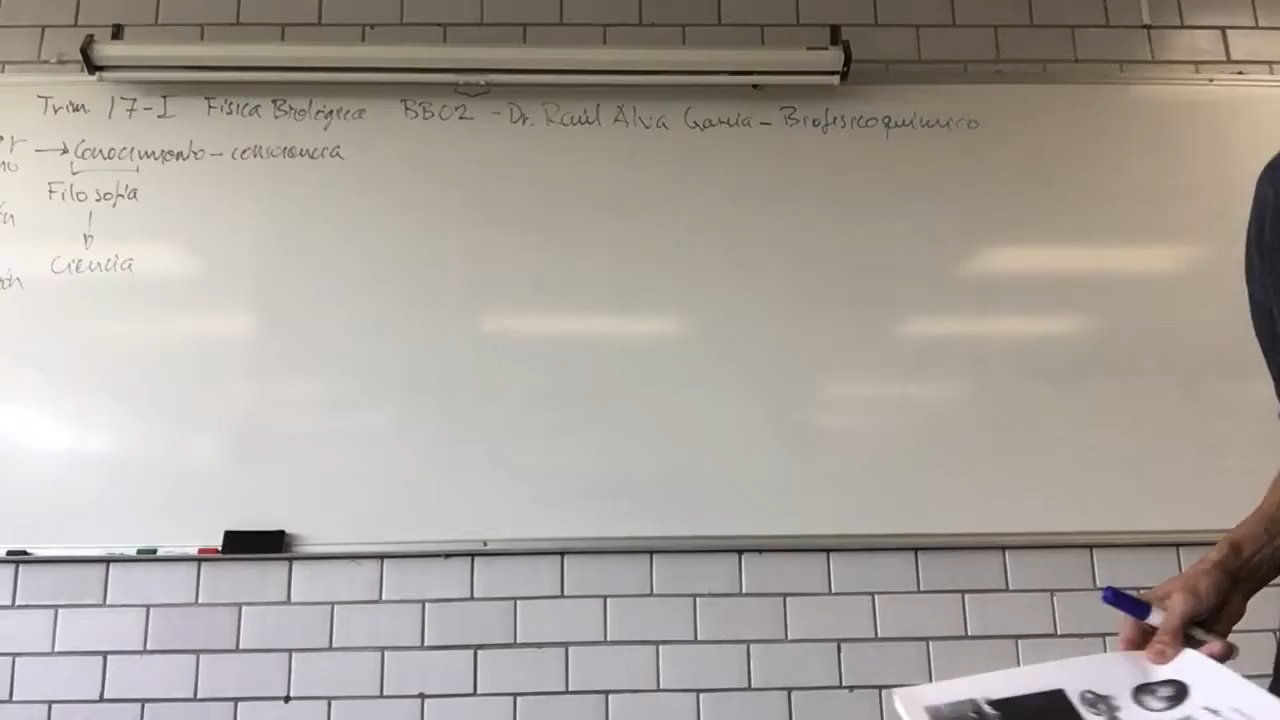 Trim. 17-I Física Biológica BB02 - Dr. Raúl Alva García - Biofisicoquímico
→ Conocimiento - consciencia
Filosofía
↓
Ciencia